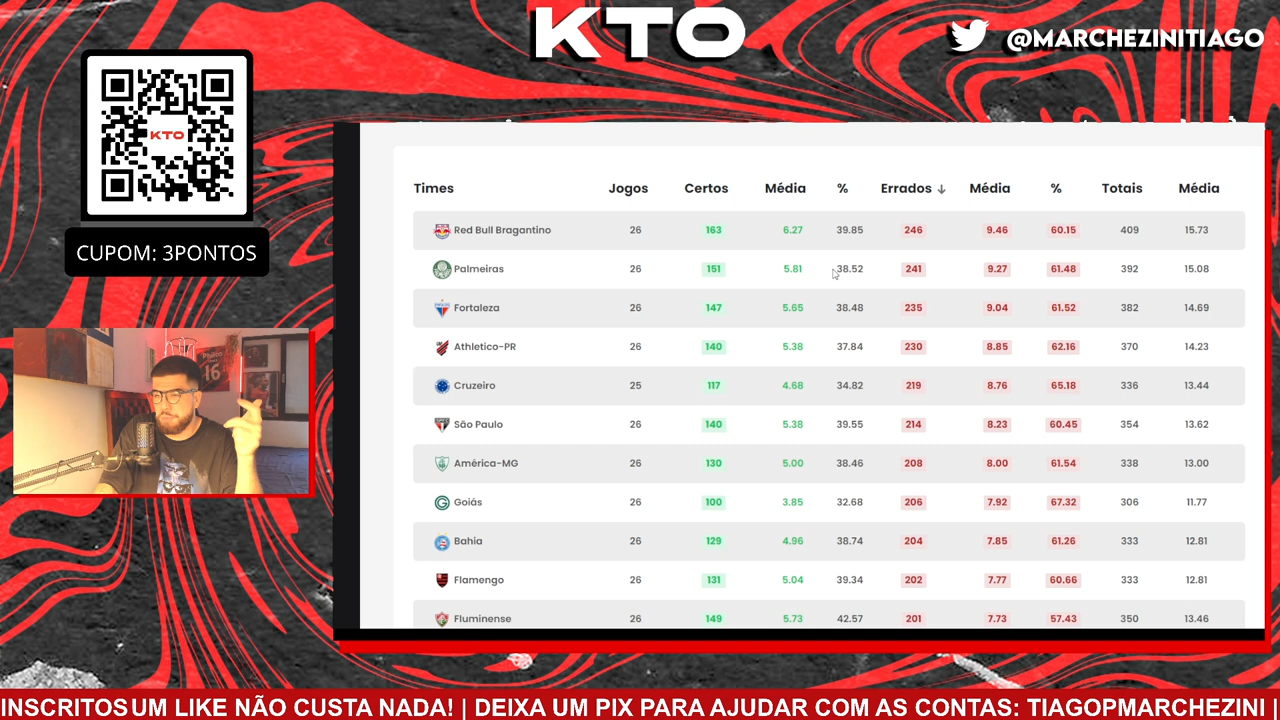 KTO
@MARCHEZINITIAGO
KTO
CUPOM: 3PONTOS
Times Jogos Certos Média % Errados ↓ Média % Totais Média
Red Bull Bragantino 26 163 6.27 39.85 246 9.46 60.15 409 15.73
Palmeiras 26 151 5.81 38.52 241 9.27 61.48 392 15.08
Fortaleza 26 147 5.65 38.48 235 9.04 61.52 382 14.69
Athletico-PR 26 140 5.38 37.84 230 8.85 62.16 370 14.23
Cruzeiro 25 117 4.68 34.82 219 8.76 65.18 336 13.44
São Paulo 26 140 5.38 39.55 214 8.23 60.45 354 13.62
América-MG 26 130 5.00 38.46 208 8.00 61.54 338 13.00
Goiás 26 100 3.85 32.68 206 7.92 67.32 306 11.77
Bahia 26 129 4.96 38.74 204 7.85 61.26 333 12.81
Flamengo 26 131 5.04 39.34 202 7.77 60.66 333 12.81
Fluminense 26 149 5.73 42.57 201 7.73 57.43 350 13.46
16
INSCRITOS UM LIKE NÃO CUSTA NADA! | DEIXA UM PIX PARA AJUDAR COM AS CONTAS: TIAGOPMARCHEZINI |